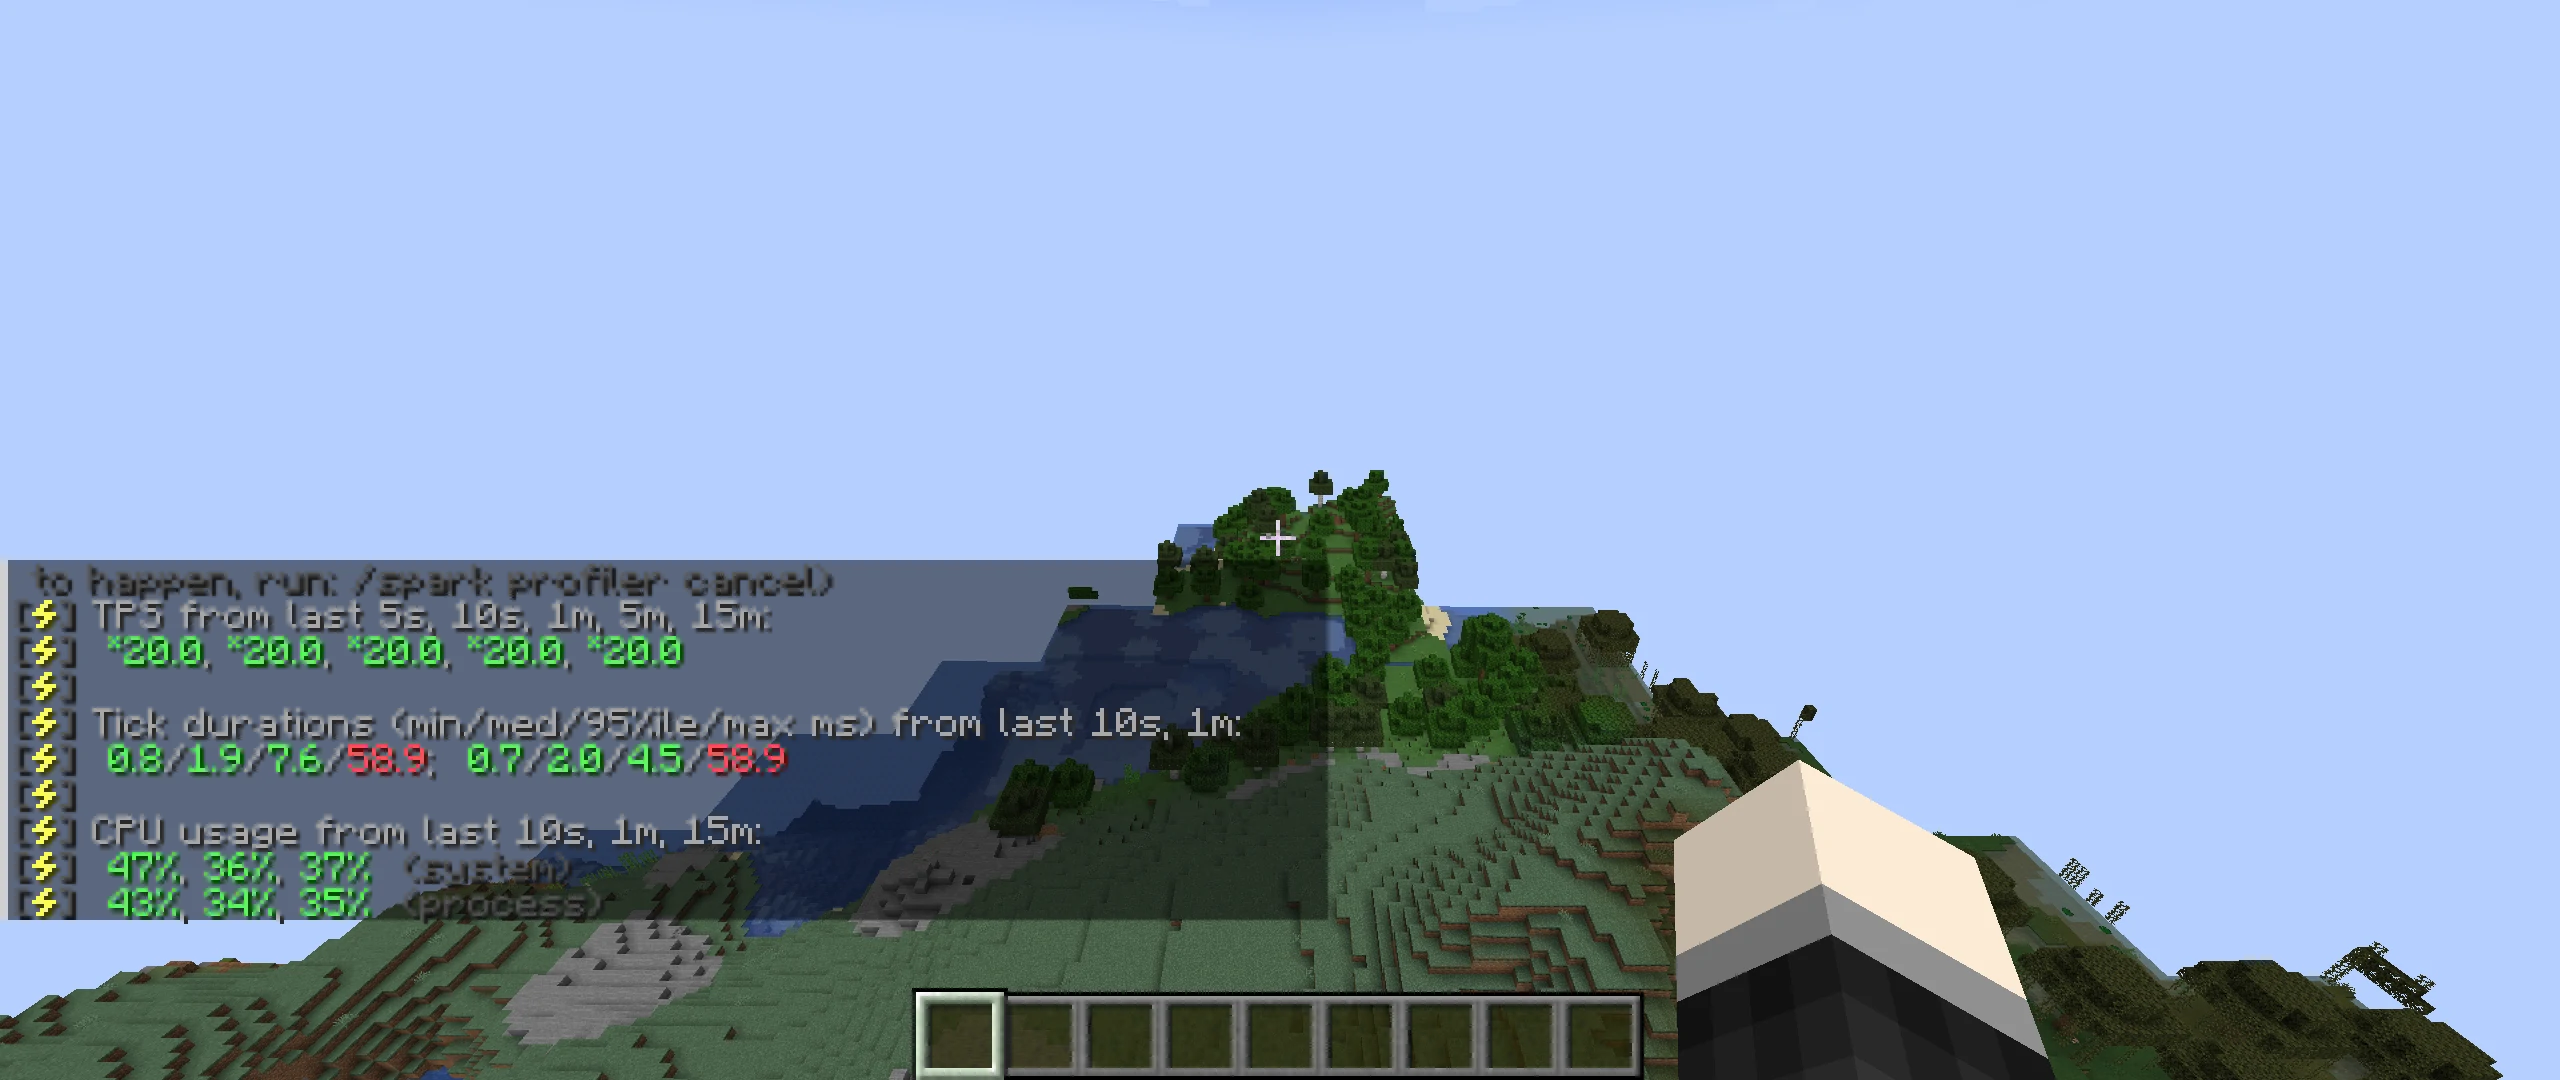 to happen, run: /spark profiler cancel)
[⚡] TPS from last 5s, 10s, 1m, 5m, 15m:
[⚡] *20.0, *20.0, *20.0, *20.0, *20.0
[⚡]
[⚡] Tick durations (min/med/95%ile/max ms) from last 10s, 1m:
[⚡] 0.8/1.9/7.6/58.9; 0.7/2.0/4.5/58.9
[⚡]
[⚡] CPU usage from last 10s, 1m, 15m:
[⚡] 47%, 36%, 37% (system)
[⚡] 43%, 34%, 35% (process)